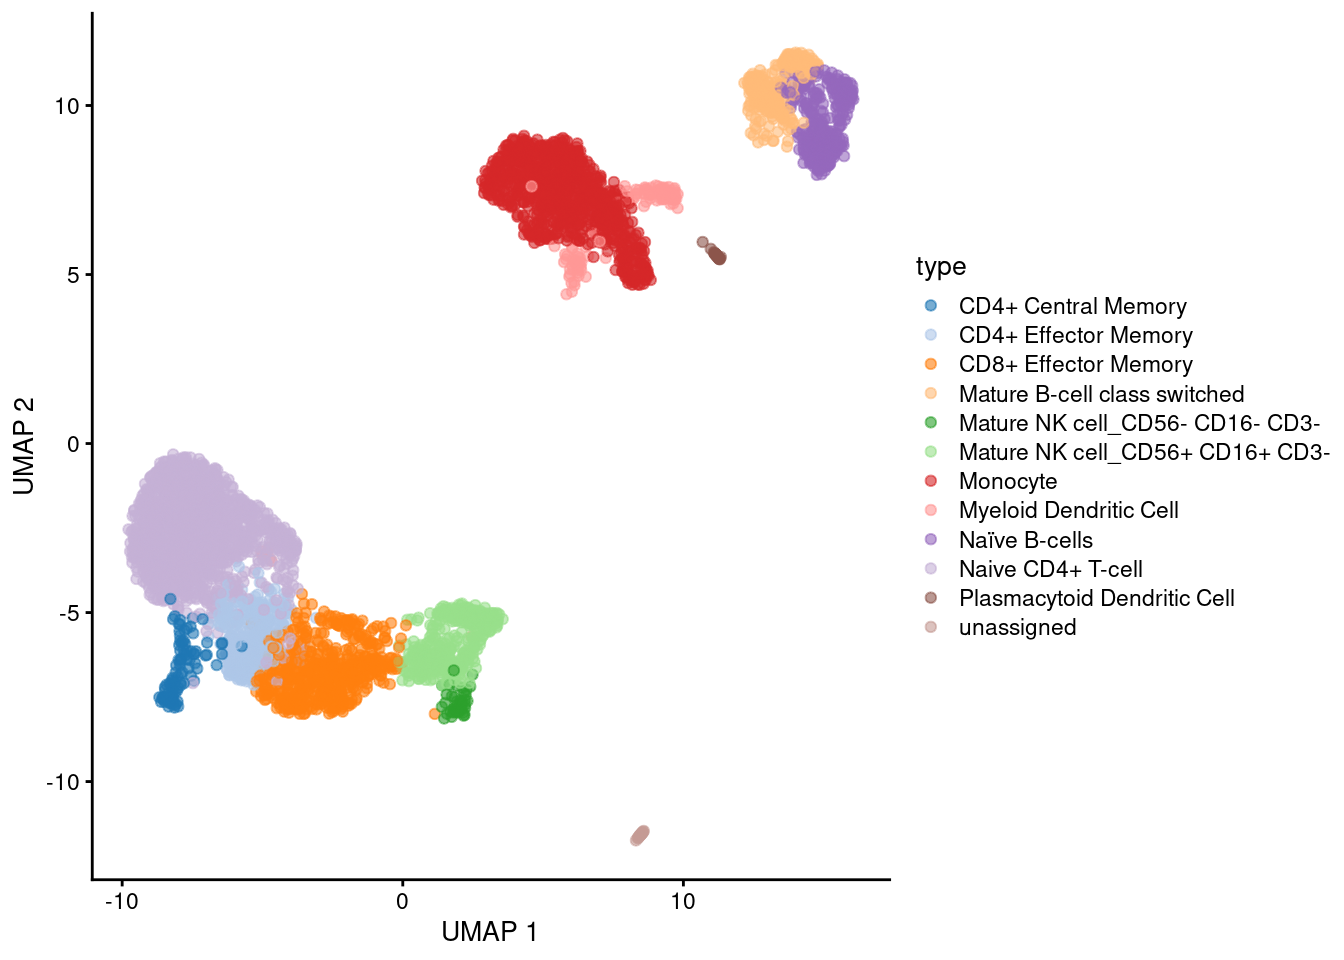 10
5
0
-5
-10
UMAP 2
-10
0
10
UMAP 1
type
CD4+ Central Memory
CD4+ Effector Memory
CD8+ Effector Memory
Mature B-cell class switched
Mature NK cell_CD56- CD16- CD3-
Mature NK cell_CD56+ CD16+ CD3-
Monocyte
Myeloid Dendritic Cell
Naïve B-cells
Naive CD4+ T-cell
Plasmacytoid Dendritic Cell
unassigned